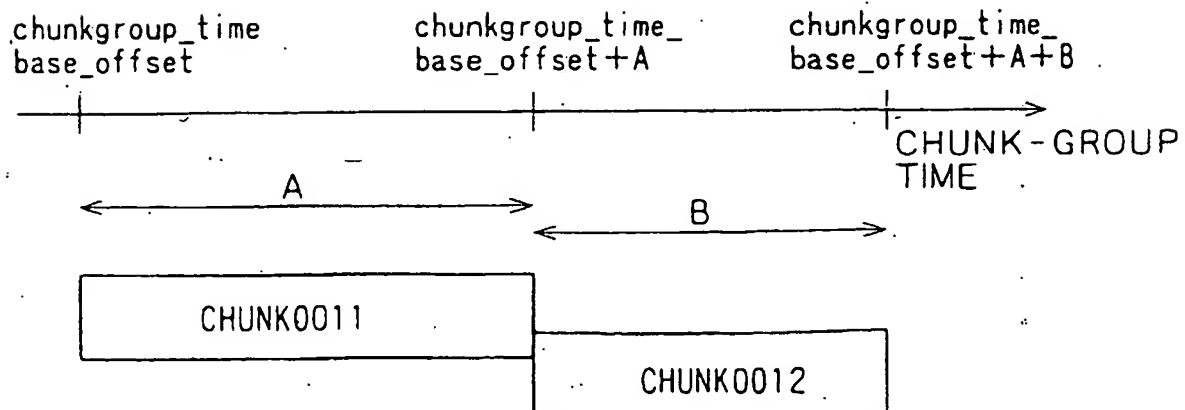 chunkgroup_time
base_offset
chunkgroup_time_
base_offset+A
chunkgroup_time_
base_offset+A+B
CHUNK-GROUP
TIME
A
B
CHUNK0011
CHUNK0012